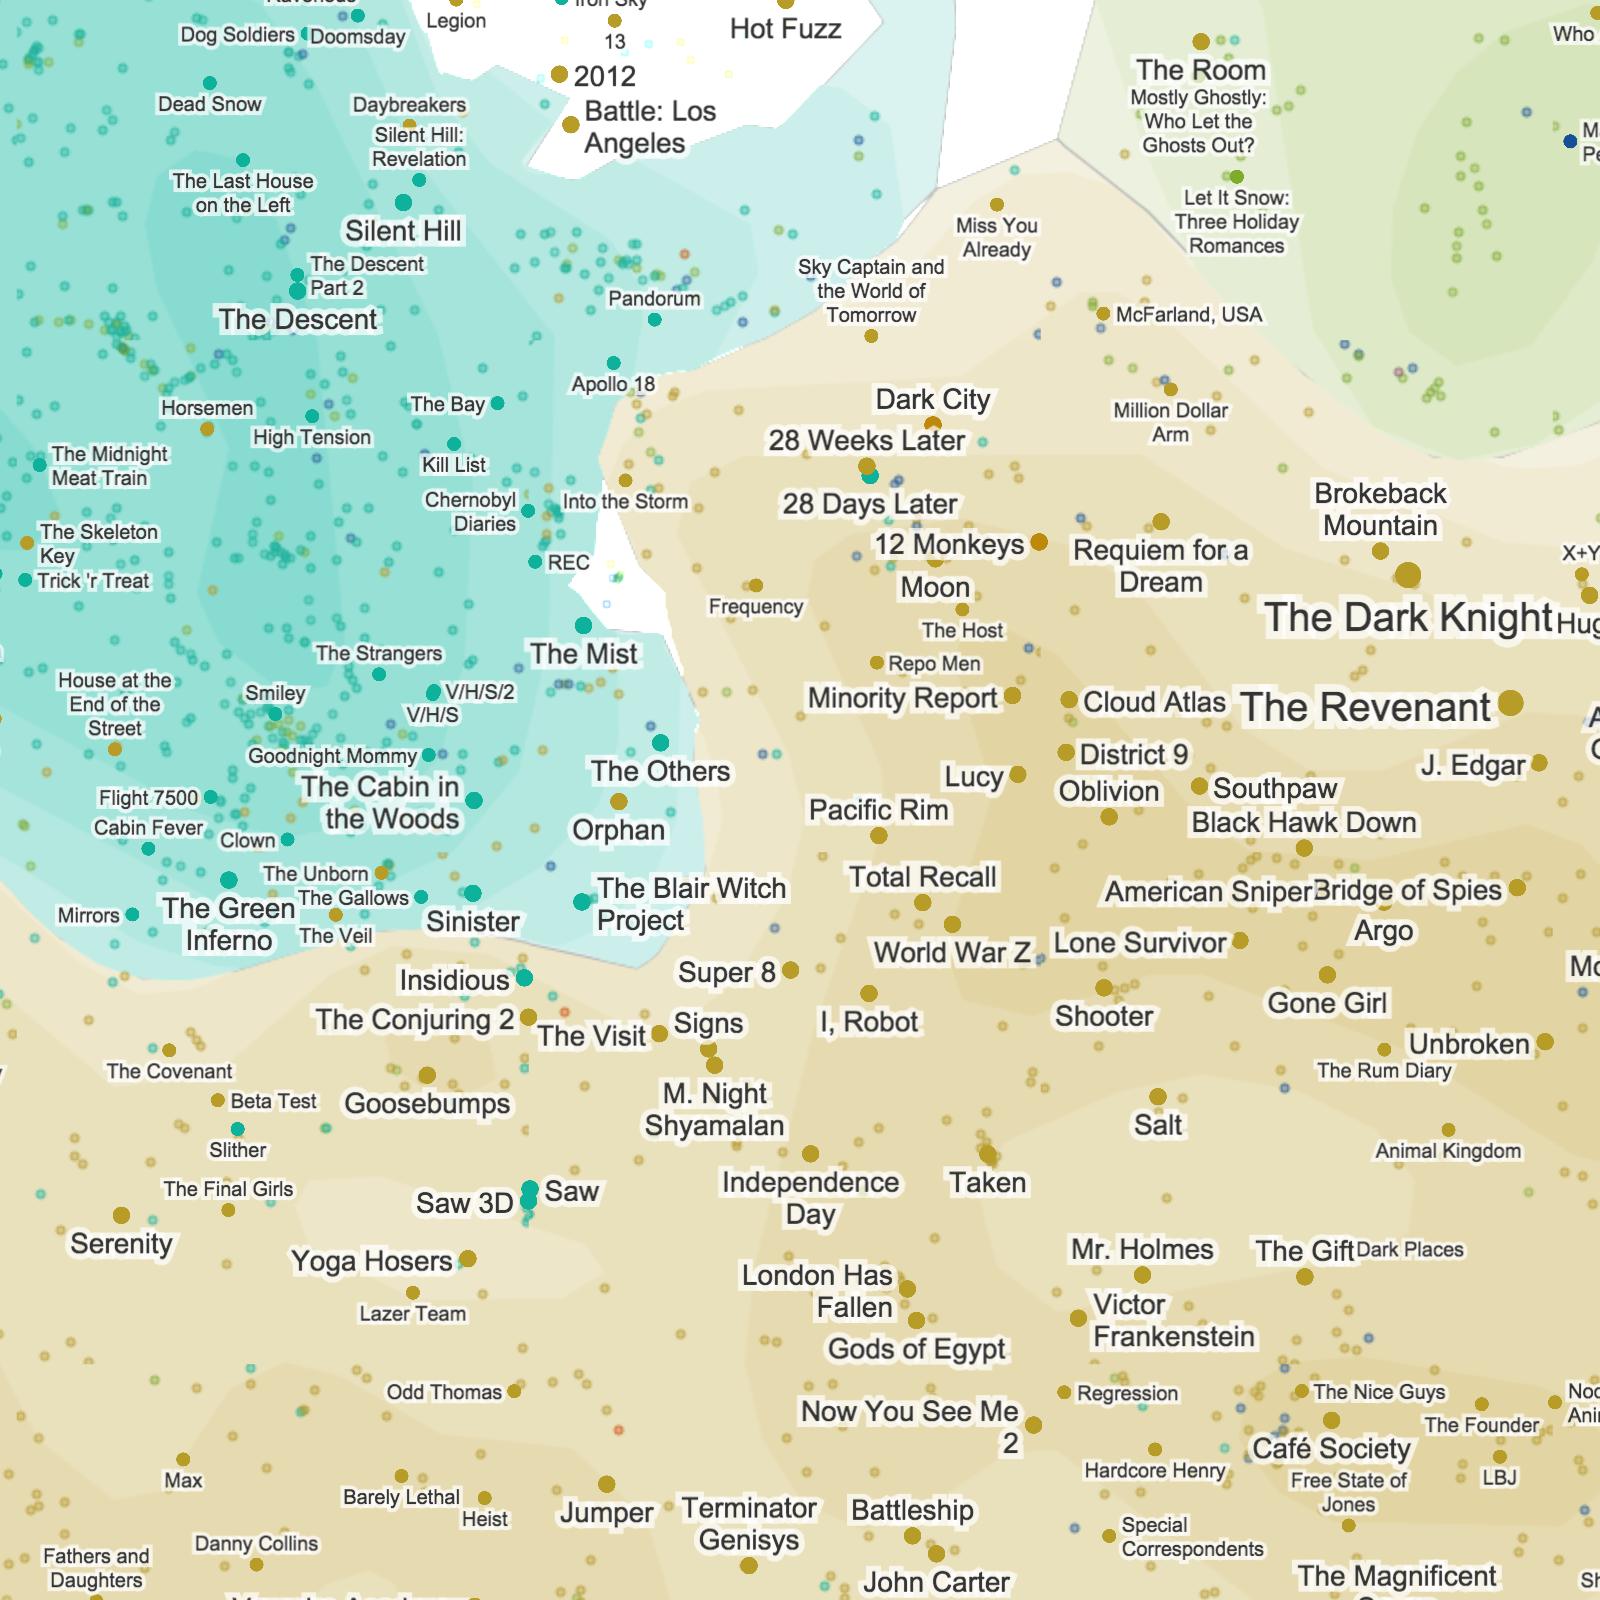 Legion
Iron Sky
13
Hot Fuzz
Who
Dog Soldiers
Doomsday
2012
The Room
Mostly Ghostly:
Who Let the
Ghosts Out?
Dead Snow
Daybreakers
Battle: Los
Angeles
Silent Hill:
Revelation
The Last House
on the Left
Let It Snow:
Three Holiday
Romances
Silent Hill
Miss You
Already
The Descent
Part 2
Sky Captain and
the World of
Tomorrow
Pandorum
The Descent
McFarland, USA
Apollo 18
Horsemen
The Bay
Dark City
Million Dollar
Arm
High Tension
28 Weeks Later
The Midnight
Meat Train
Kill List
Chernobyl
Diaries
Into the Storm
28 Days Later
Brokeback
Mountain
The Skeleton
Key
12 Monkeys
Requiem for a
Dream
X+Y
REC
Trick 'r Treat
Moon
Frequency
The Dark Knight
The Host
The Strangers
The Mist
Repo Men
House at the
End of the
Street
Smiley
V/H/S/2
V/H/S
Minority Report
Cloud Atlas
The Revenant
Goodnight Mommy
District 9
J. Edgar
The Others
Lucy
Oblivion
Southpaw
The Cabin in
the Woods
Flight 7500
Pacific Rim
Black Hawk Down
Cabin Fever
Clown
Orphan
The Unborn
Total Recall
The Gallows
The Blair Witch
Project
American Sniper
Bridge of Spies
Mirrors
The Green
Inferno
The Veil
Sinister
Argo
World War Z
Lone Survivor
Insidious
Super 8
Gone Girl
The Conjuring 2
The Visit
Signs
I, Robot
Shooter
Unbroken
The Covenant
The Rum Diary
Beta Test
Goosebumps
M. Night
Shyamalan
Salt
Slither
Animal Kingdom
The Final Girls
Saw 3D
Saw
Independence
Day
Taken
Serenity
Yoga Hosers
Mr. Holmes
The Gift
Dark Places
London Has
Fallen
Lazer Team
Victor
Frankenstein
Gods of Egypt
Odd Thomas
Regression
The Nice Guys
Now You See Me
2
The Founder
Café Society
Max
Hardcore Henry
LBJ
Barely Lethal
Free State of
Jones
Heist
Jumper
Terminator
Genisys
Battleship
Special
Correspondents
Danny Collins
Fathers and
Daughters
John Carter
The Magnificent